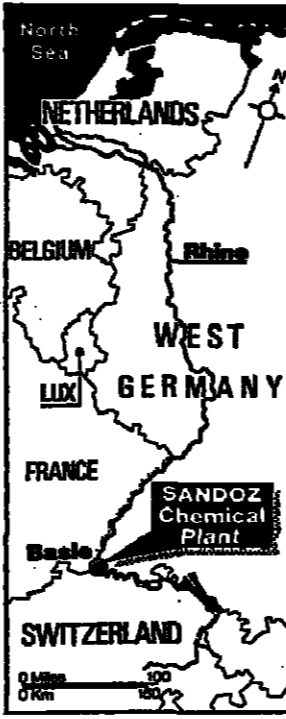 North
Sea
N
NETHERLANDS
BELGIUM
Rhine
WEST
GERMANY
LUX
FRANCE
SANDOZ
Chemical
Plant
Basle
SWITZERLAND
0 Miles 100
0 Km 160